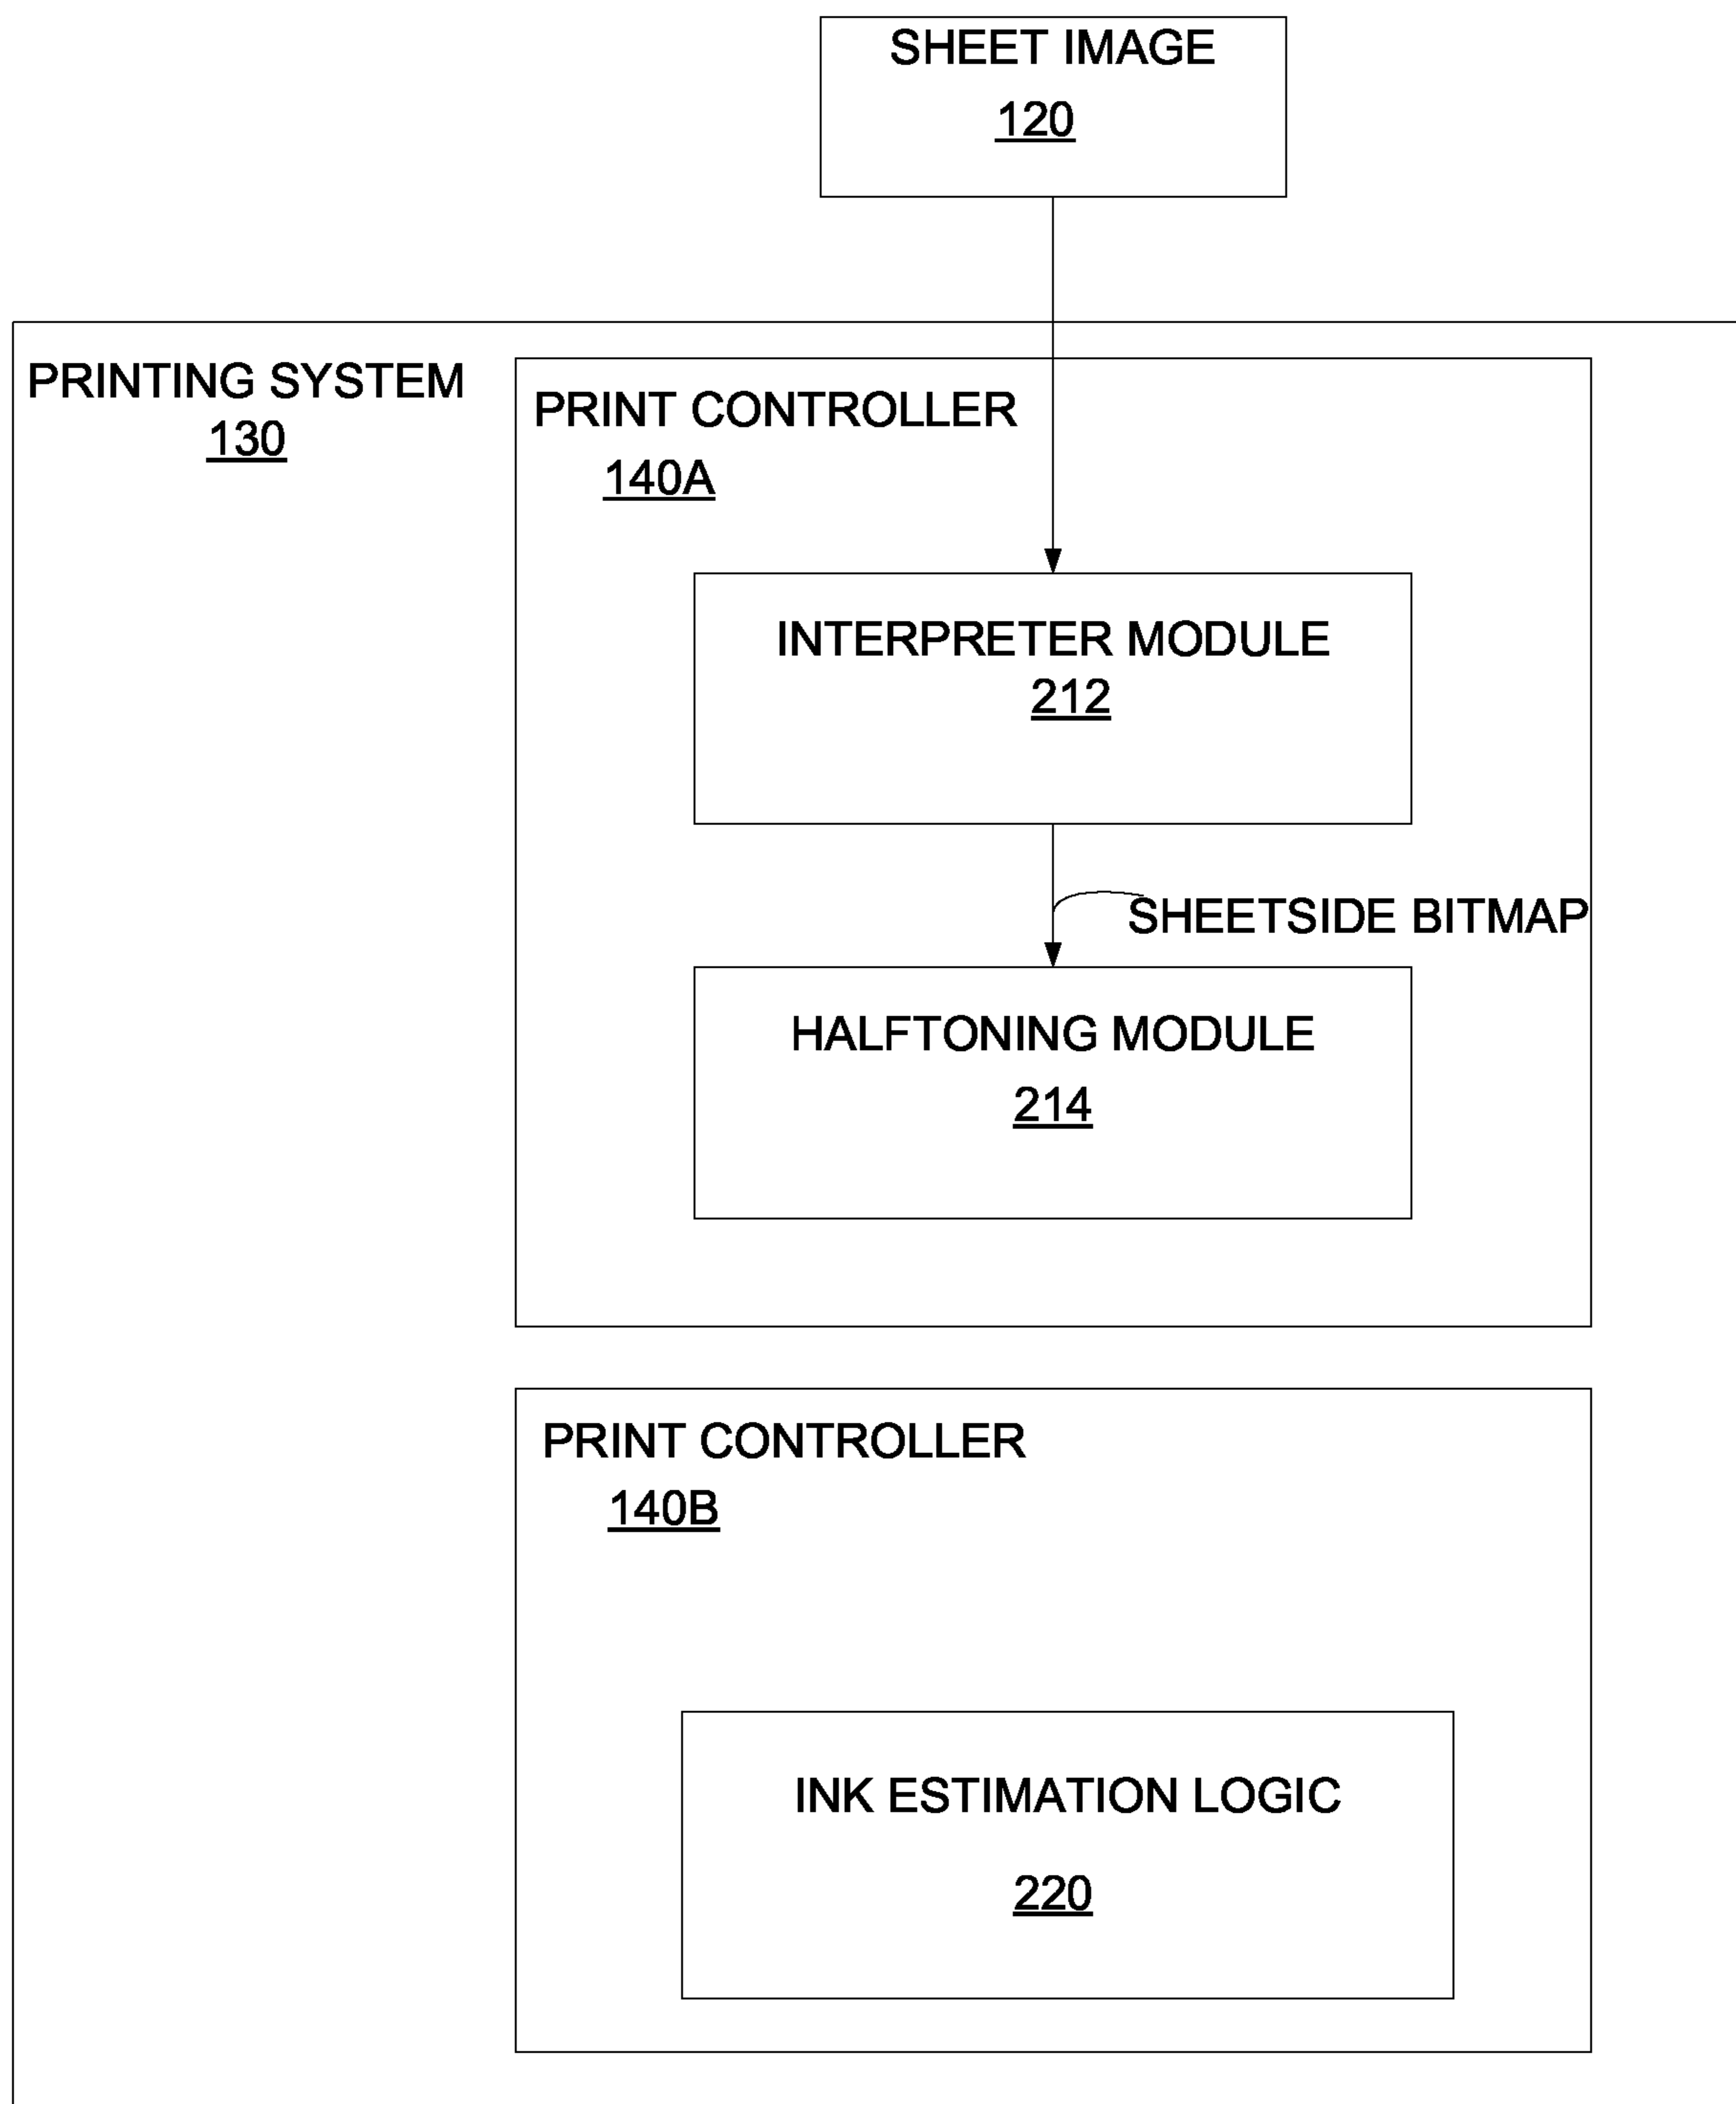 SHEET IMAGE
120
PRINTING SYSTEM
130
PRINT CONTROLLER
140A
INTERPRETER MODULE
212
SHEETSIDE BITMAP
HALFTONING MODULE
214
PRINT CONTROLLER
140B
INK ESTIMATION LOGIC
220